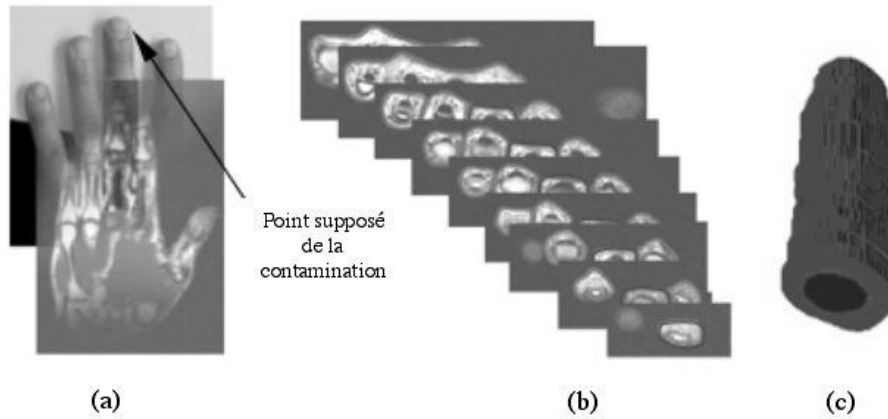 Point supposé
de la
contamination
(a)
(b)
(c)